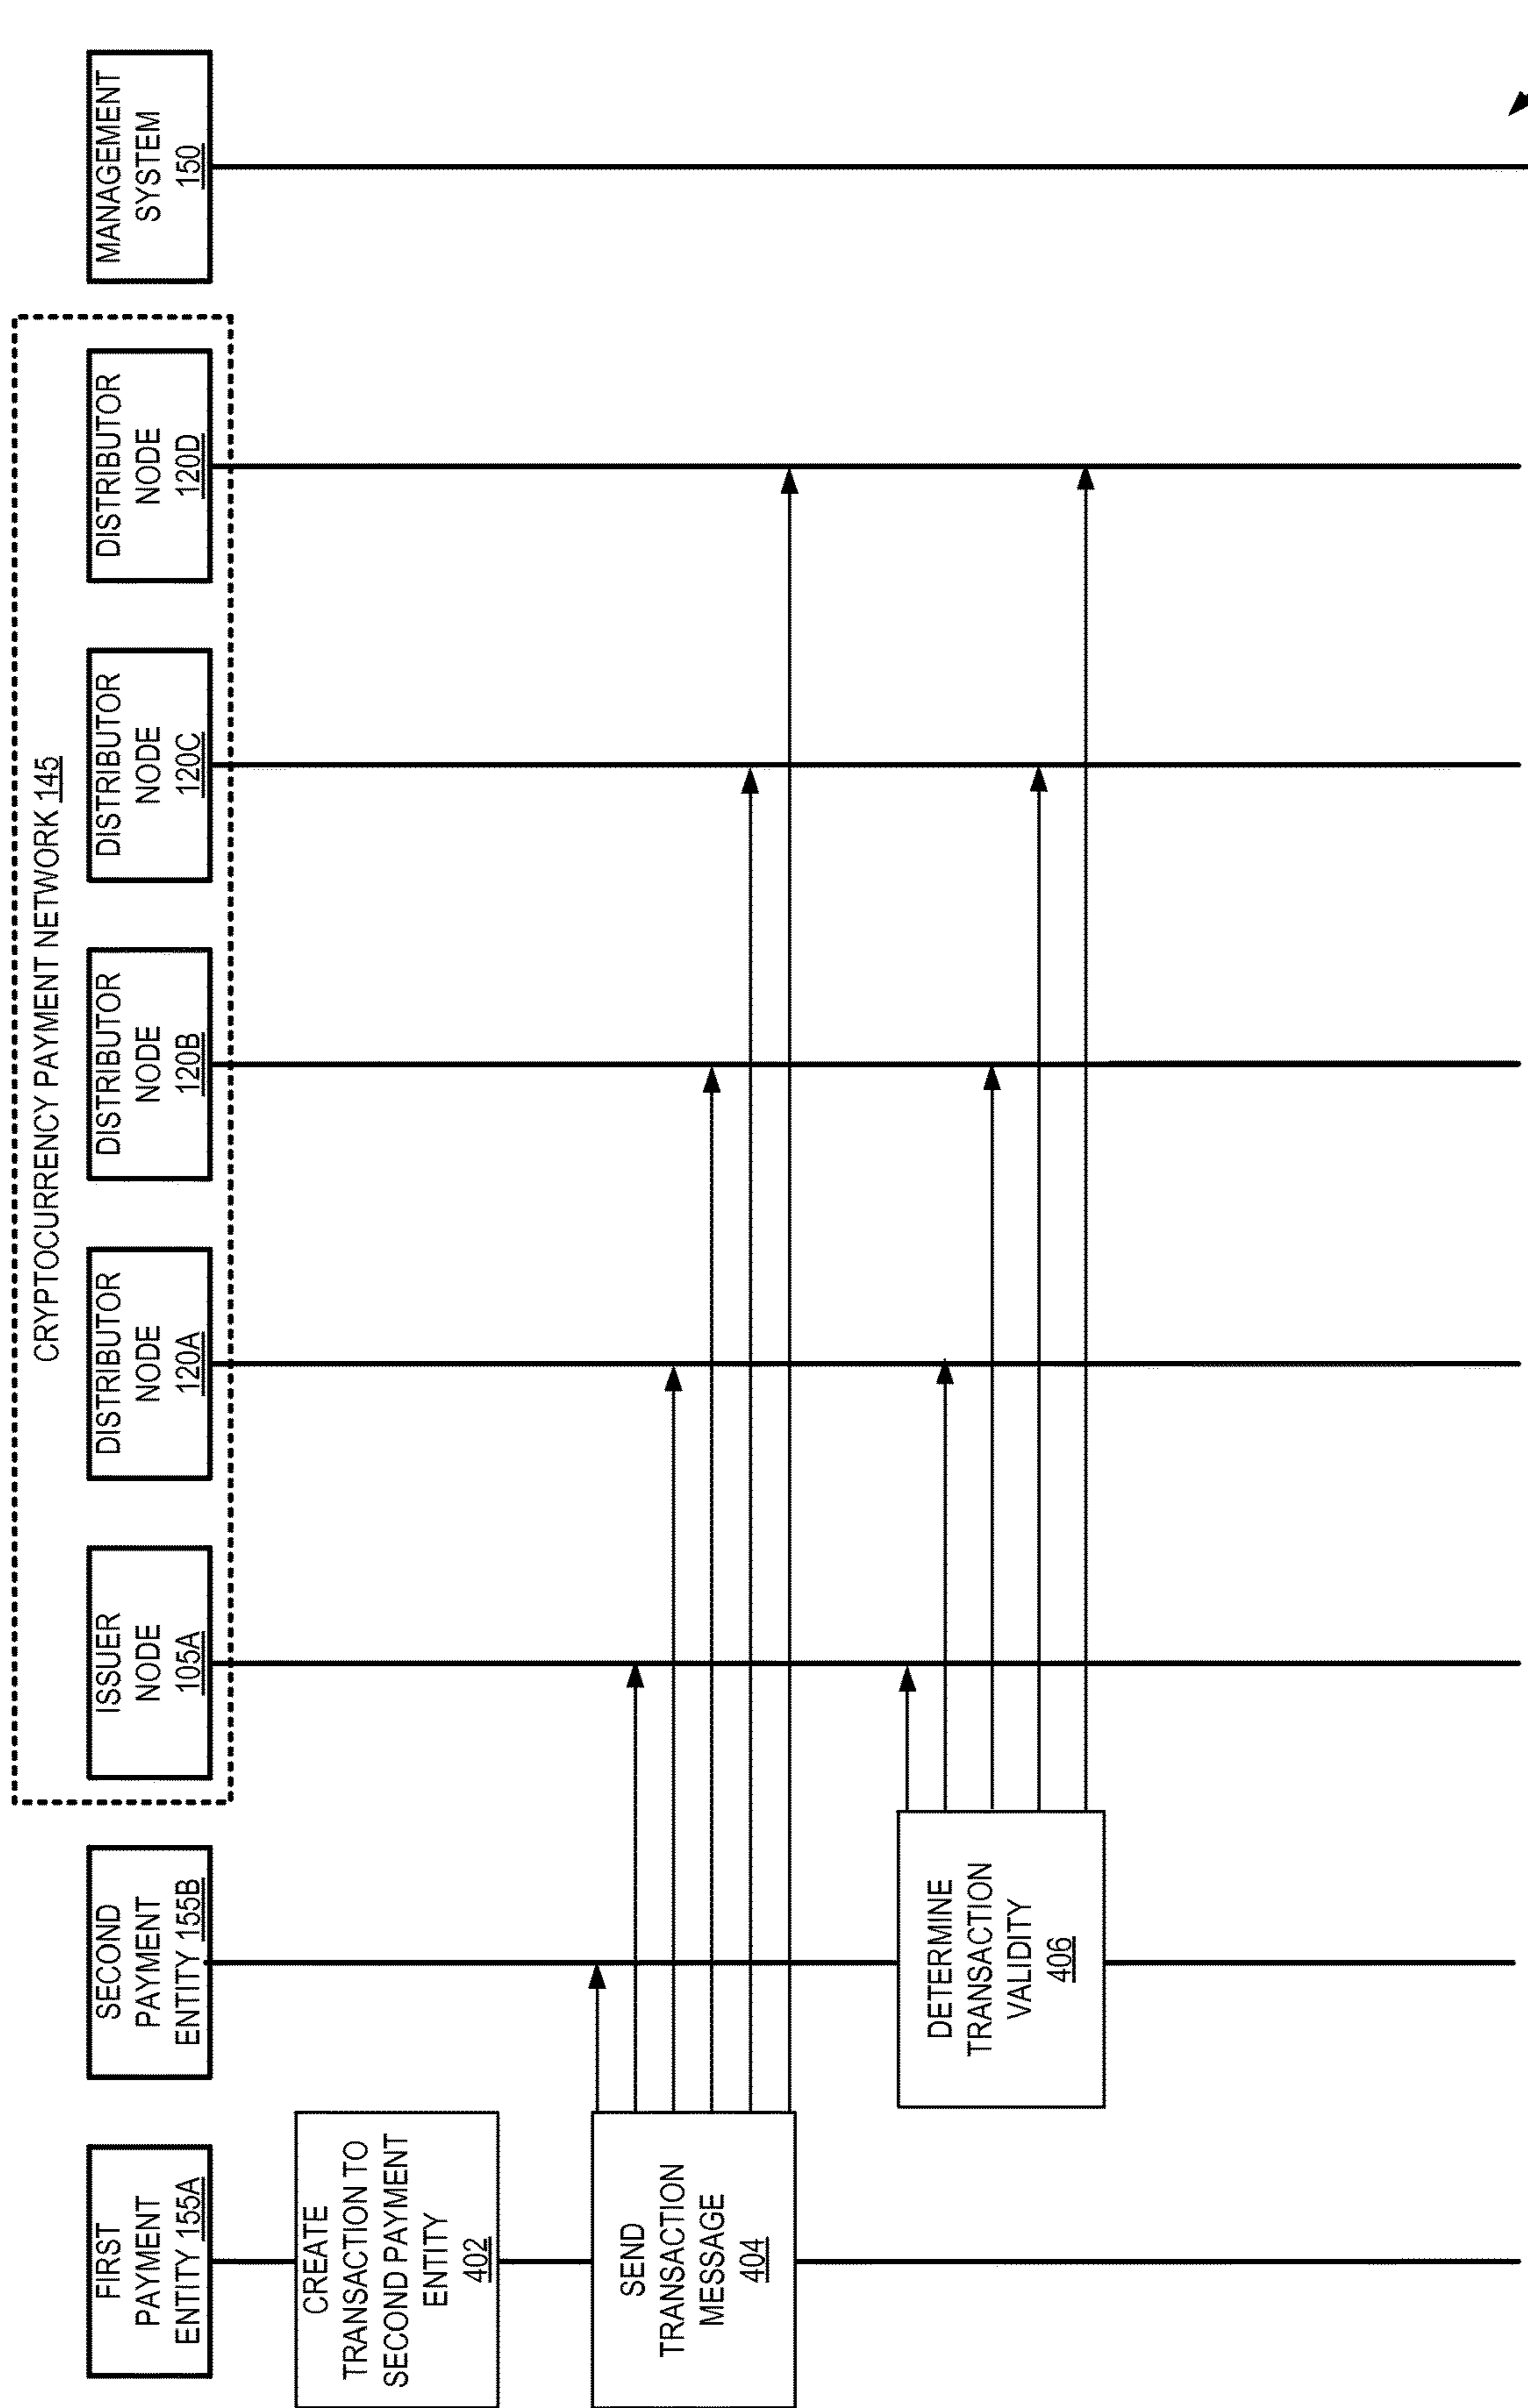 CRYPTOCURRENCY PAYMENT NETWORK 145
FIRST
PAYMENT
ENTITY 155A
SECOND
PAYMENT
ENTITY 155B
ISSUER
NODE
105A
DISTRIBUTOR
NODE
120A
DISTRIBUTOR
NODE
120B
DISTRIBUTOR
NODE
120C
DISTRIBUTOR
NODE
120D
MANAGEMENT
SYSTEM
150
CREATE
TRANSACTION TO
SECOND PAYMENT
ENTITY
402
SEND
TRANSACTION
MESSAGE
404
DETERMINE
TRANSACTION
VALIDITY
406